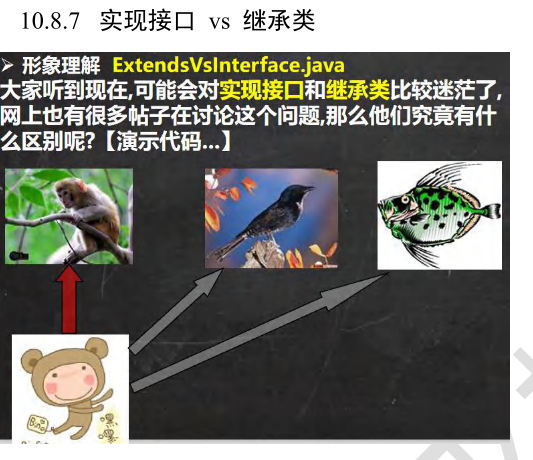 10.8.7 实现接口 vs 继承类
➢ 形象理解 ExtendsVsInterface.java
大家听到现在,可能会对实现接口和继承类比较迷茫了,
网上也有很多帖子在讨论这个问题,那么他们究竟有什
么区别呢?【演示代码...】
嘿
嘿